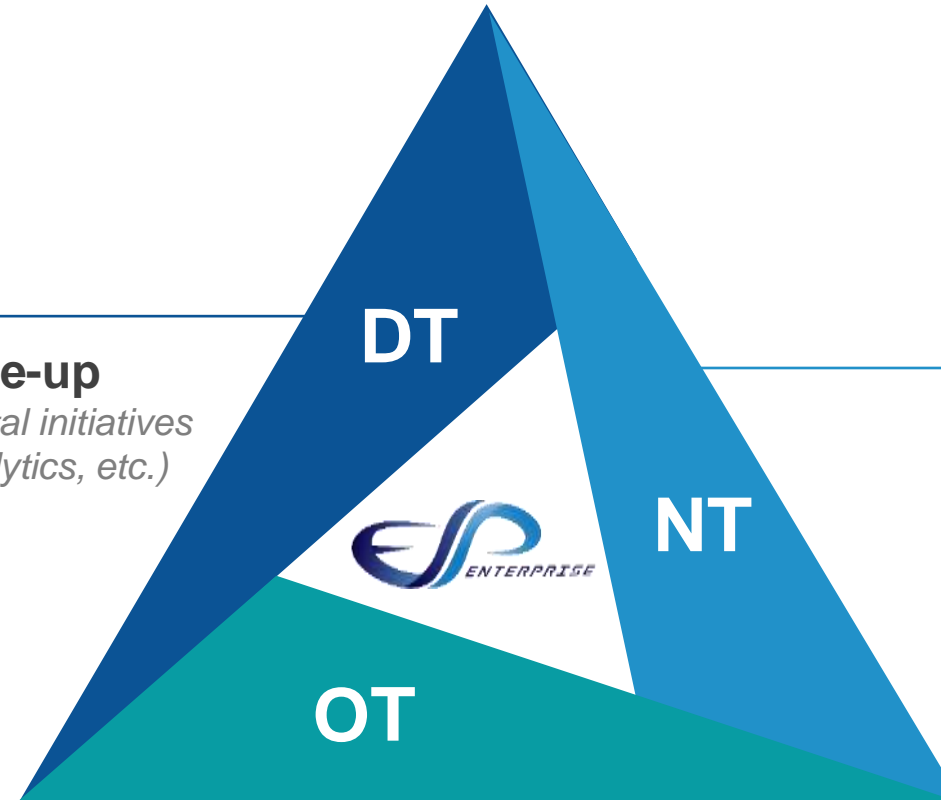 DT
e-up
al initiatives
lytics, etc.)
NT
ENTERPRISE
OT